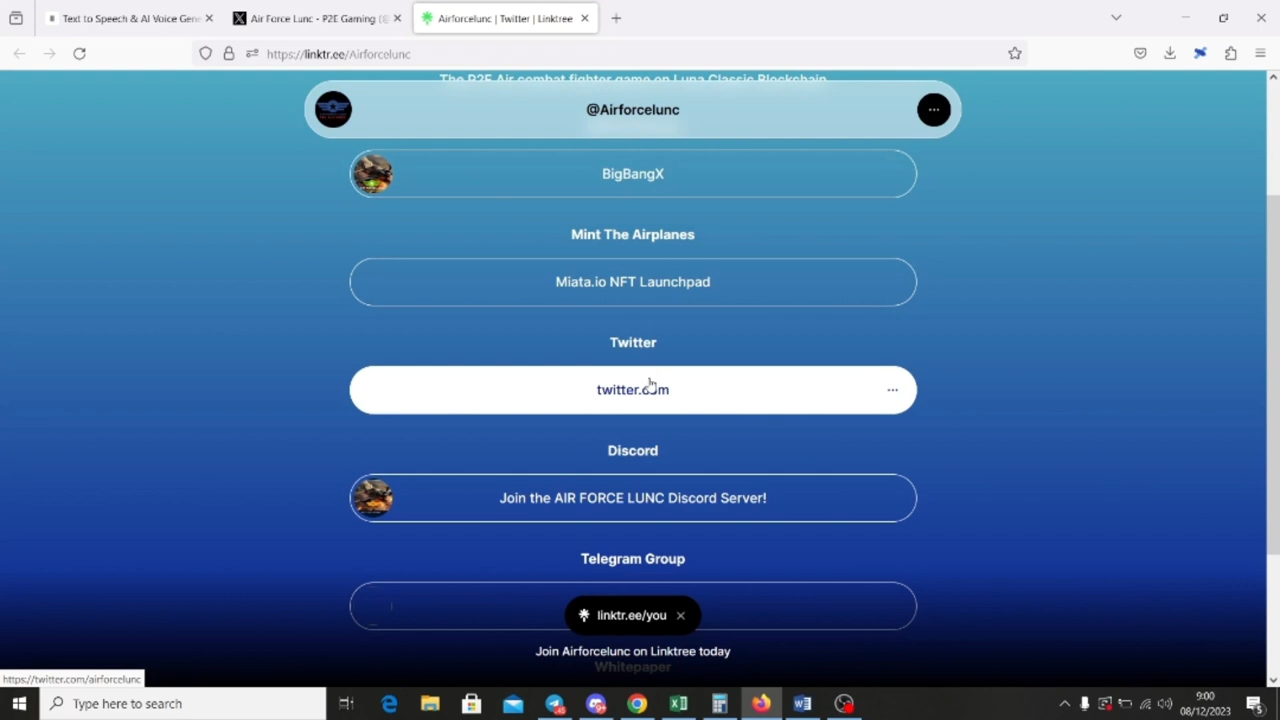 Text to Speech & AI Voice Gene
Air Force Lunc - P2E Gaming (
Airforcelunc | Twitter | Linktree
https://linktr.ee/Airforcelunc
The P2E Air combat fighter game on Luna Classic Blockchain
@Airforcelunc
BigBangX
Mint The Airplanes
Miata.io NFT Launchpad
Twitter
twitter.com
Discord
Join the AIR FORCE LUNC Discord Server!
Telegram Group
linktr.ee/you
Join Airforcelunc on Linktree today
Whitepaper
https://twitter.com/airforcelunc
Type here to search
9:00
08/12/2023
5